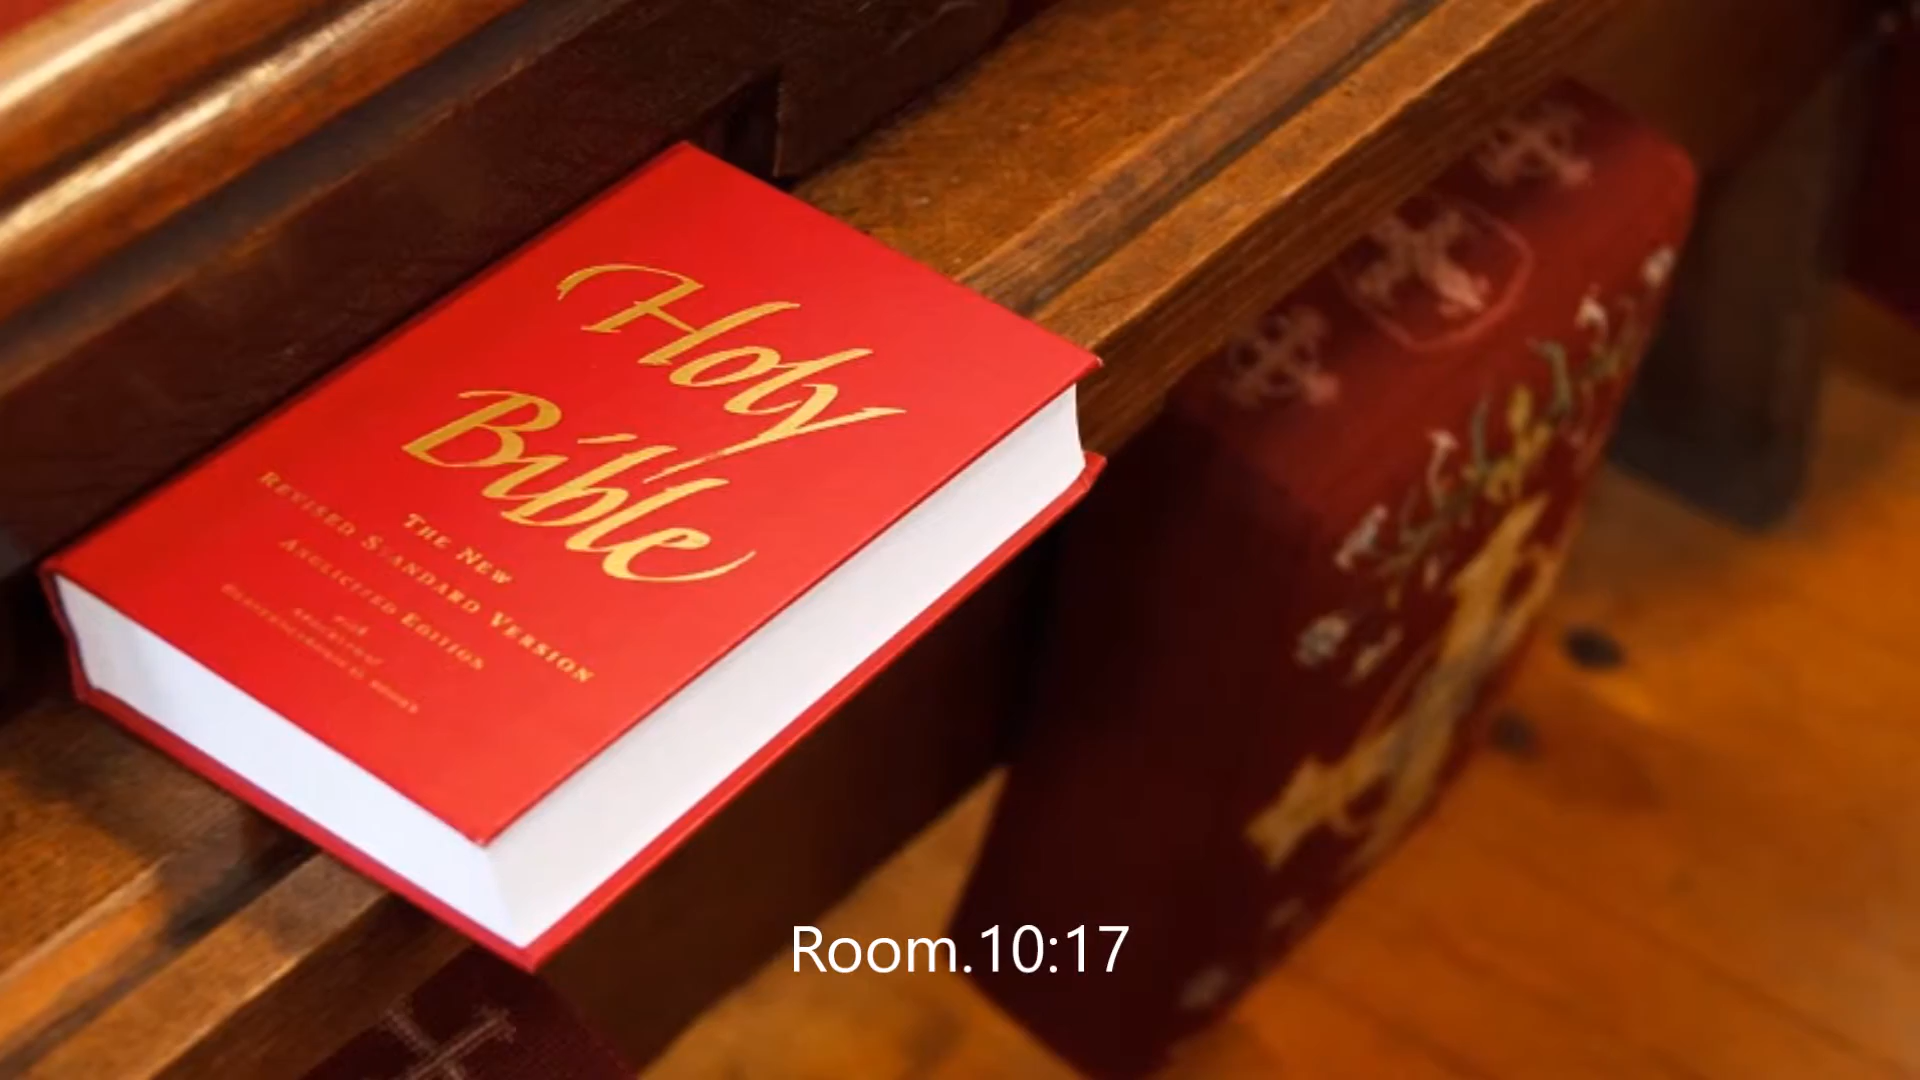 Holy
Bible
THE NEW
REVISED STANDARD VERSION
ANGLICIZED EDITION
Room.10:17